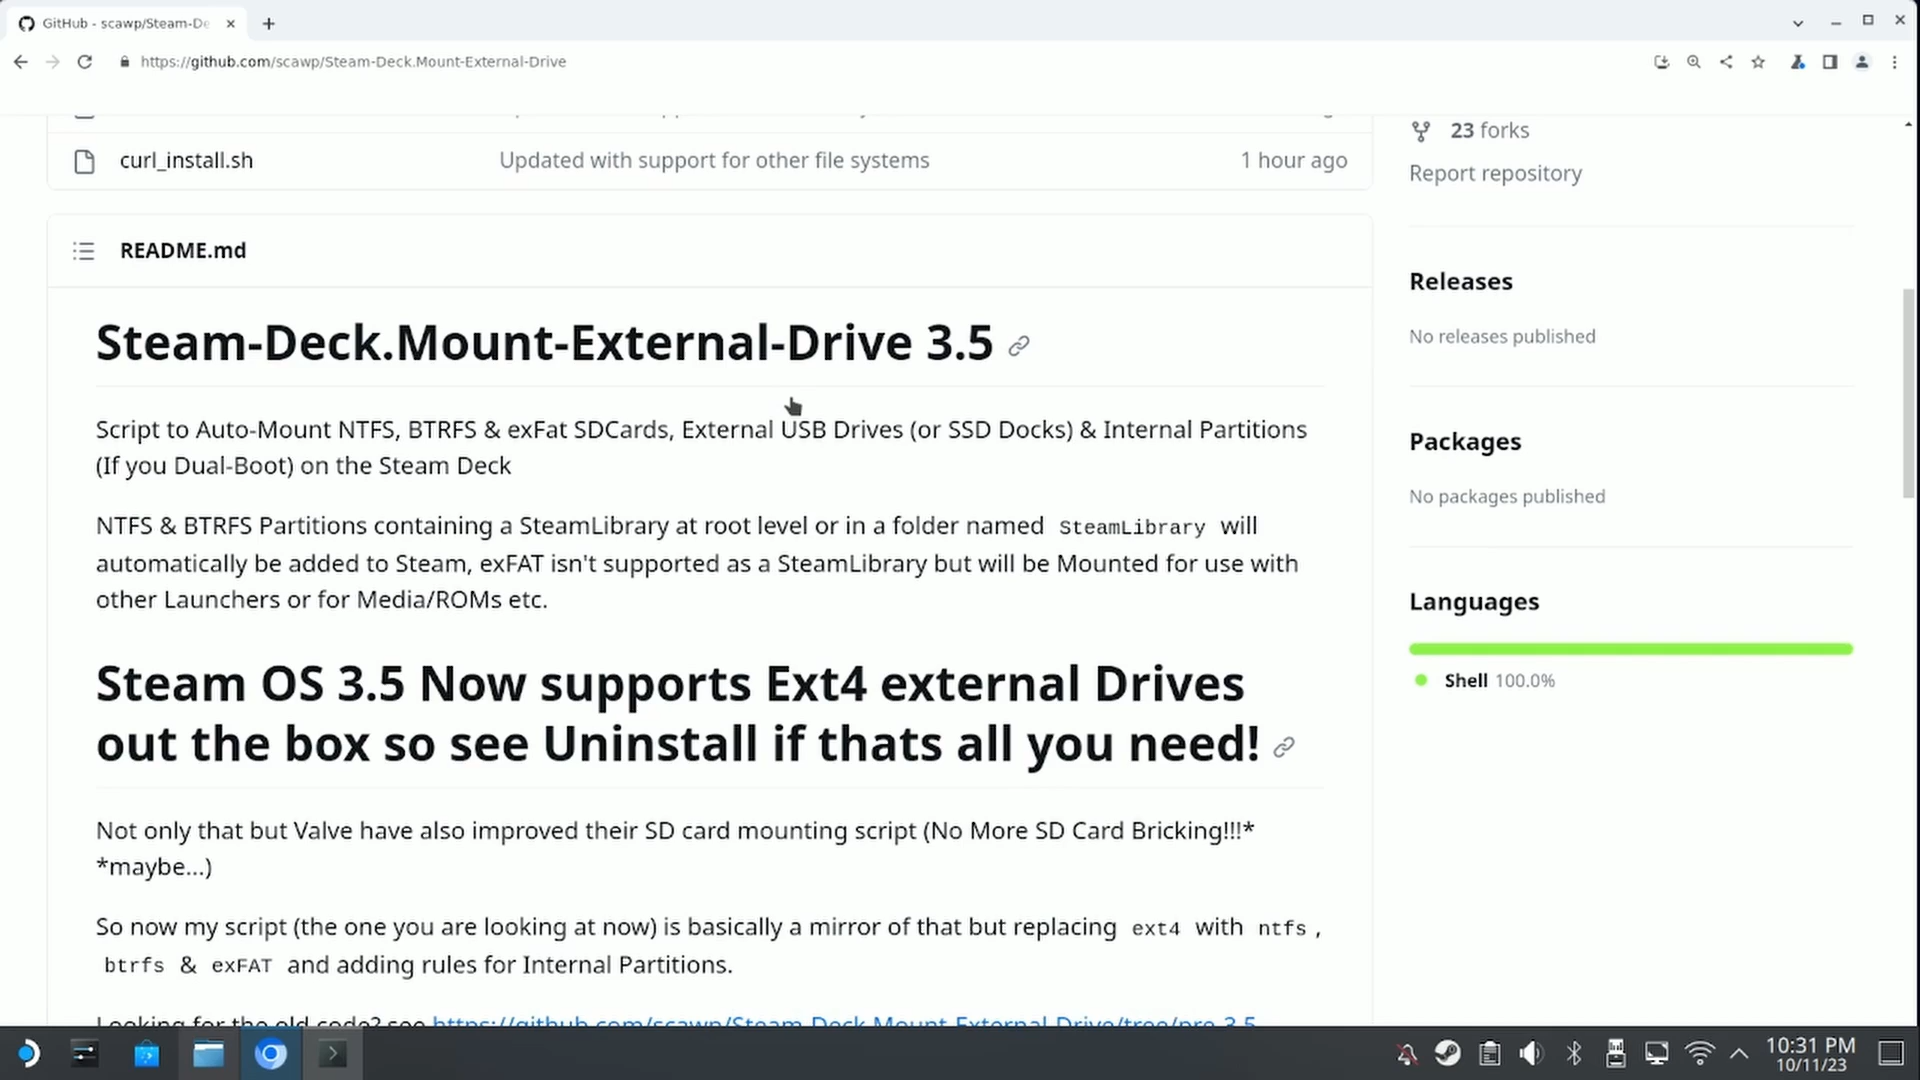 GitHub - scawp/Steam-De
https://github.com/scawp/Steam-Deck.Mount-External-Drive
23 forks
curl_install.sh Updated with support for other file systems 1 hour ago
Report repository
README.md
Releases
No releases published
Steam-Deck.Mount-External-Drive 3.5
Script to Auto-Mount NTFS, BTRFS & exFat SDCards, External USB Drives (or SSD Docks) & Internal Partitions
(If you Dual-Boot) on the Steam Deck
Packages
No packages published
NTFS & BTRFS Partitions containing a SteamLibrary at root level or in a folder named SteamLibrary will
automatically be added to Steam, exFAT isn't supported as a SteamLibrary but will be Mounted for use with
other Launchers or for Media/ROMs etc.
Languages
Shell 100.0%
Steam OS 3.5 Now supports Ext4 external Drives
out the box so see Uninstall if thats all you need!
Not only that but Valve have also improved their SD card mounting script (No More SD Card Bricking!!!*
*maybe...)
So now my script (the one you are looking at now) is basically a mirror of that but replacing ext4 with ntfs ,
btrfs & exFAT and adding rules for Internal Partitions.
Looking for the old code? see https://github.com/scawp/Steam-Deck.Mount-External-Drive/tree/pre-3.5
10:31 PM
10/11/23